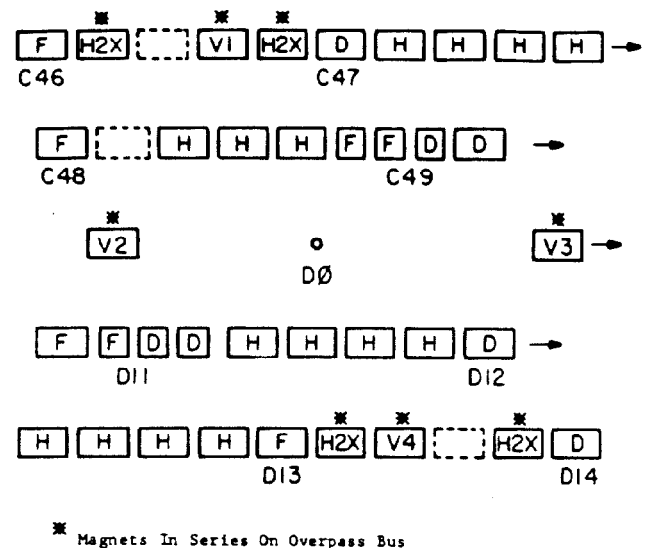 ※ ※ ※
F H2X V1 H2X D H H H H
C46 C47
F H H H F F D D
C48 C49
※ ※
V2 V3
DØ
F F D D H H H H D
D11 D12
※ ※ ※
H H H H F H2X V4 H2X D
D13 D14
※ Magnets In Series On Overpass Bus